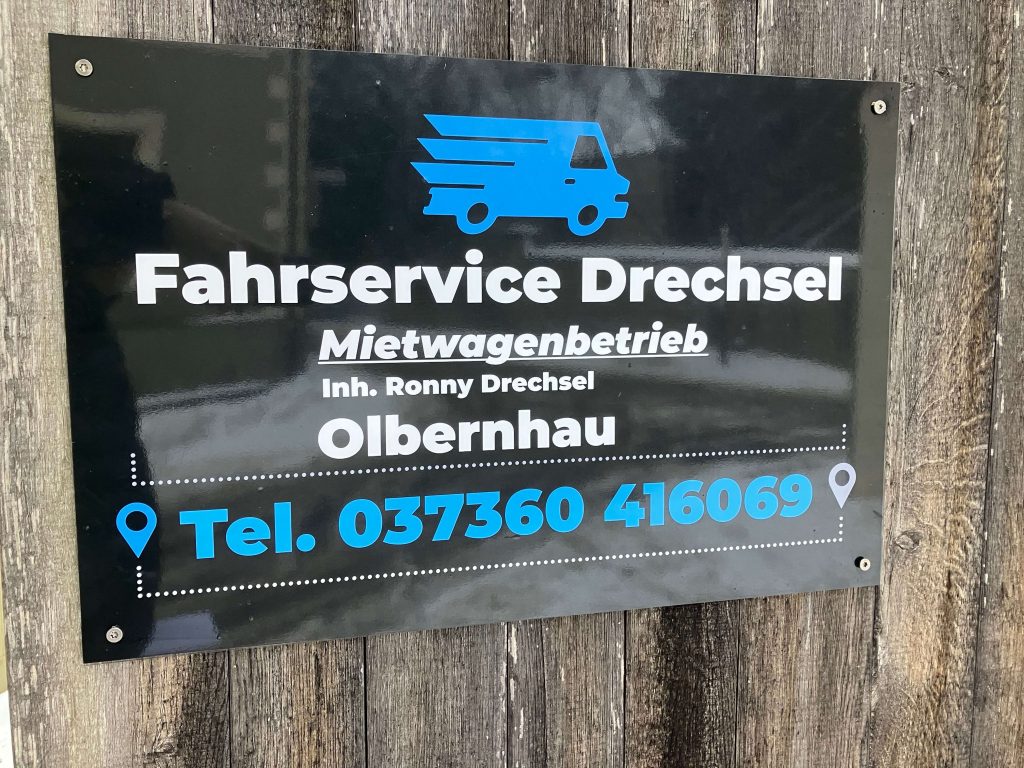 Fahrservice Drechsel
Mietwagenbetrieb
Inh. Ronny Drechsel
Olbernhau
Tel. 037360 416069